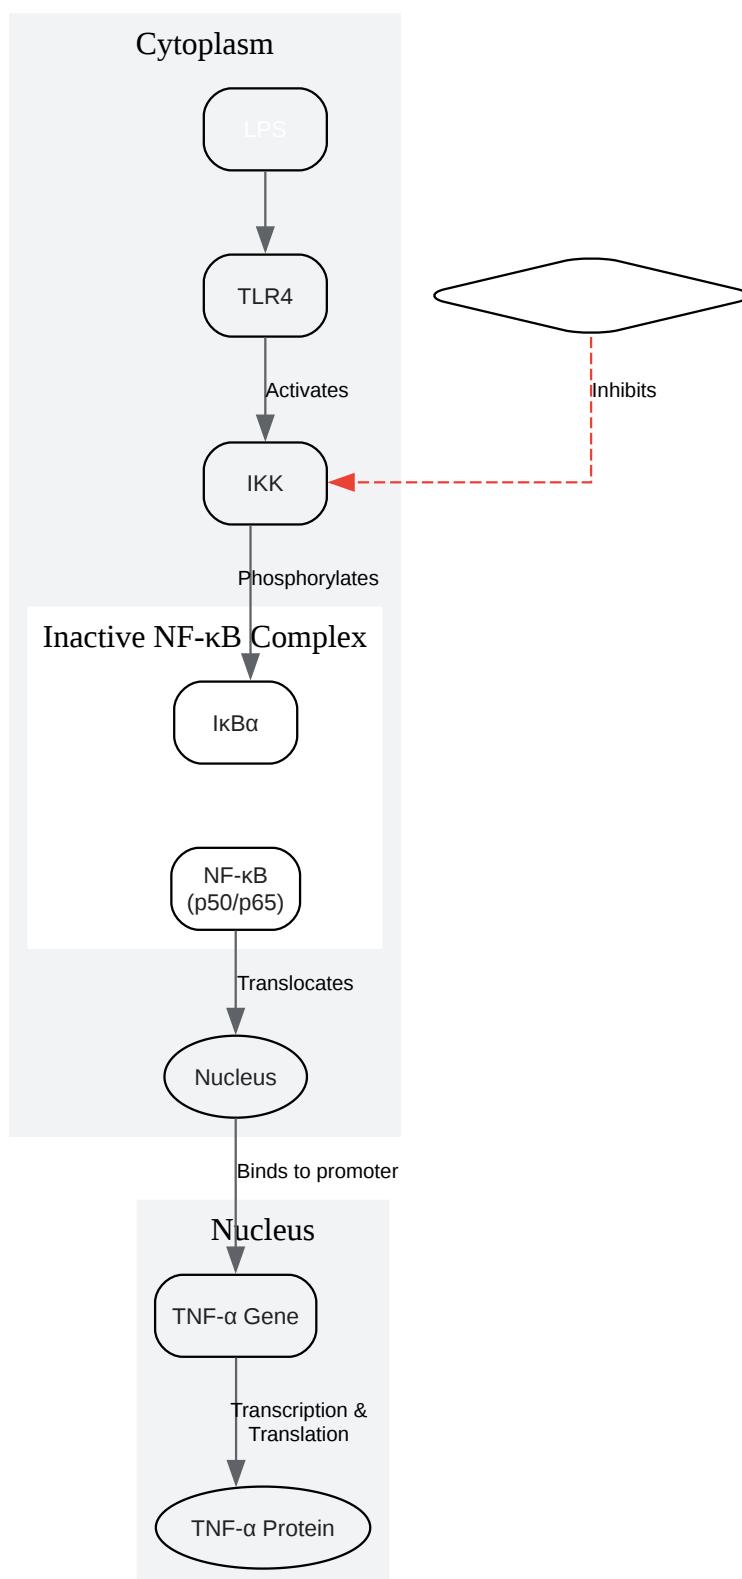 Cytoplasm
LPS
TLR4
Activates
Inhibits
IKK
Phosphorylates
Inactive NF-κB Complex
IκBα
NF-κB
(p50/p65)
Translocates
Nucleus
Binds to promoter
Nucleus
TNF-α Gene
Transcription &
Translation
TNF-α Protein